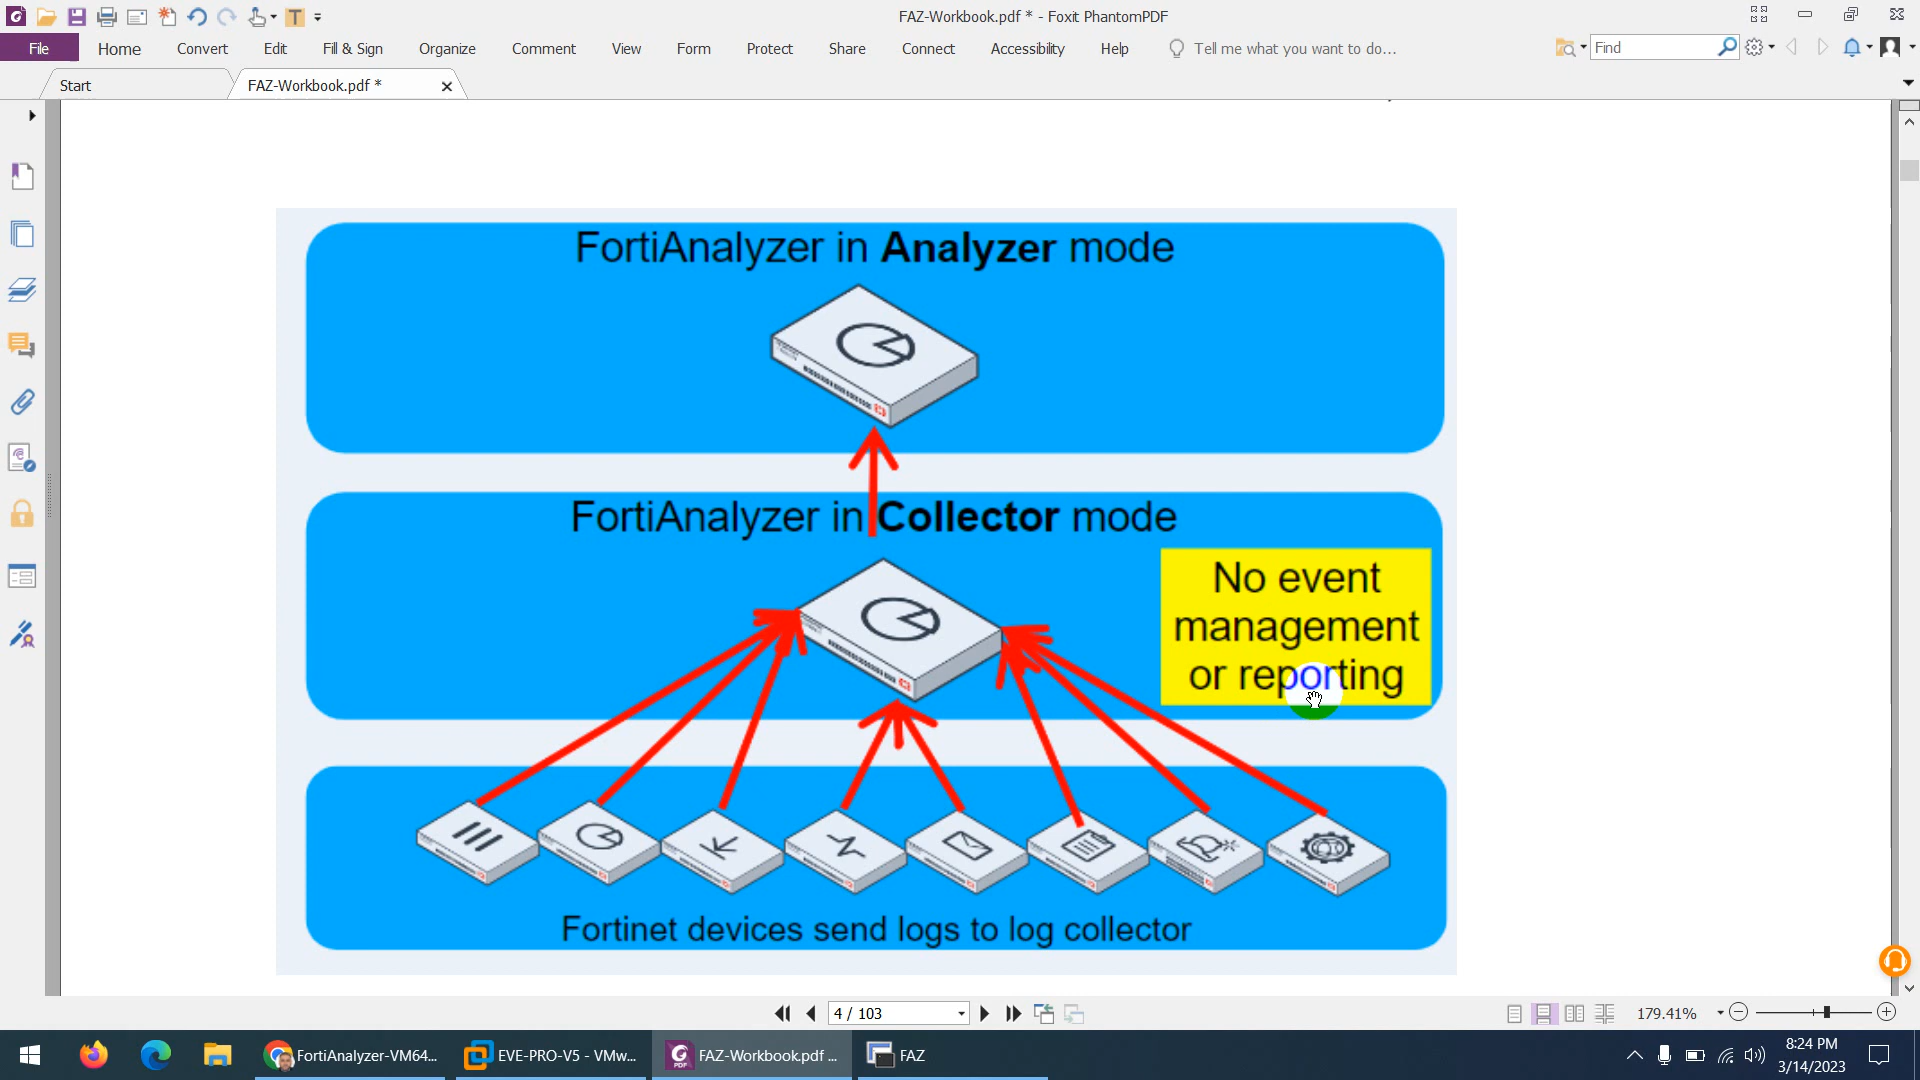 FAZ-Workbook.pdf * - Foxit PhantomPDF
File Home Convert Edit Fill & Sign Organize Comment View Form Protect Share Connect Accessibility Help Tell me what you want to do... Find
Start FAZ-Workbook.pdf *
FortiAnalyzer in Analyzer mode
FortiAnalyzer in Collector mode
No event
management
or reporting
Fortinet devices send logs to log collector
4 / 103 179.41%
FortiAnalyzer-VM64... EVE-PRO-V5 - VMw... FAZ-Workbook.pdf ... FAZ
8:24 PM
3/14/2023